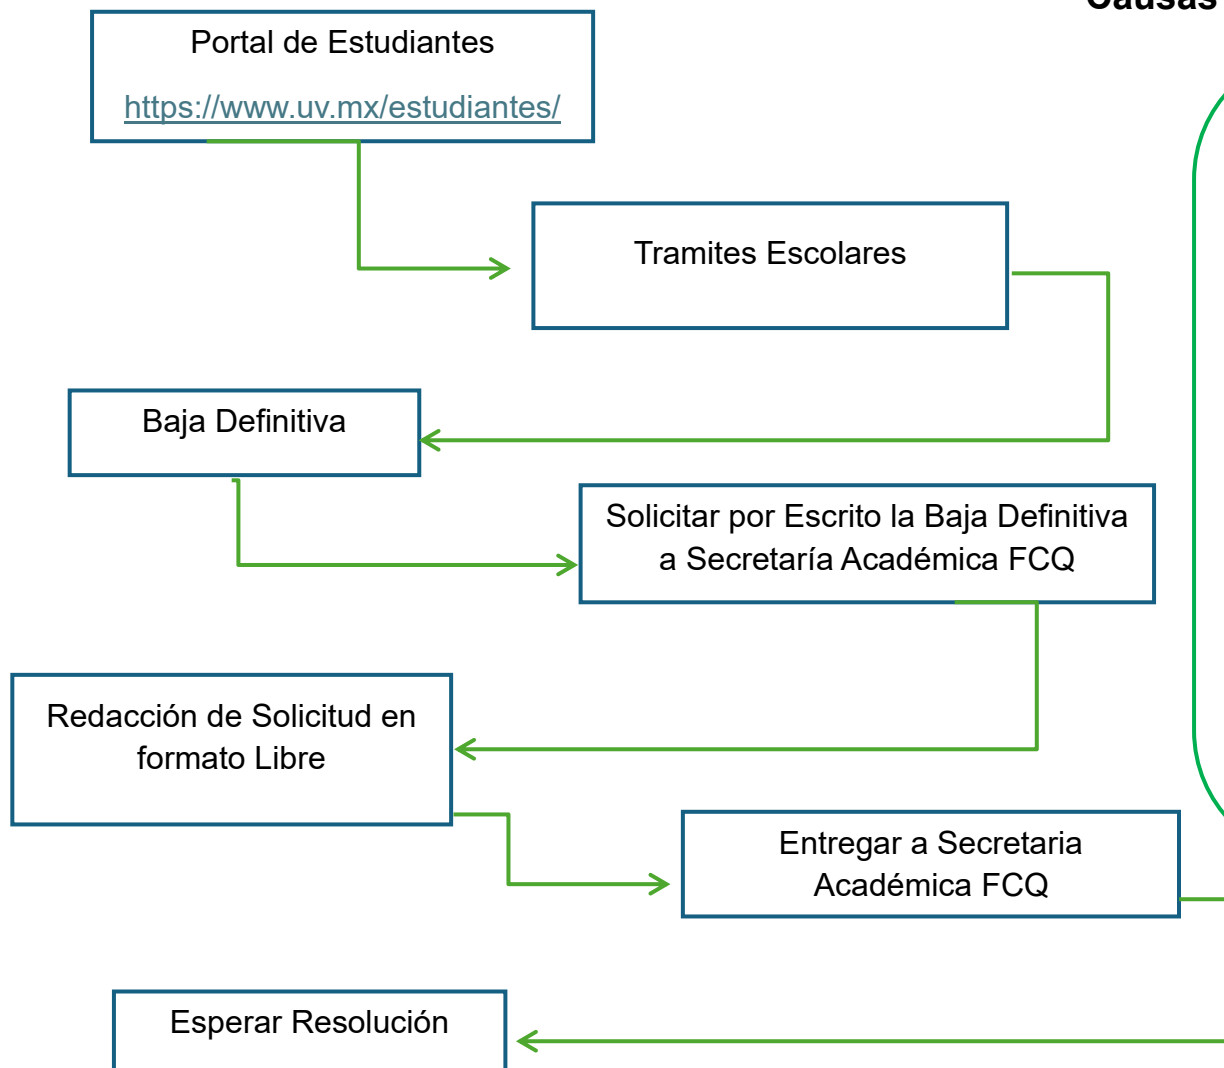 Causas
Portal de Estudiantes
https://www.uv.mx/estudiantes/
Tramites Escolares
Baja Definitiva
Solicitar por Escrito la Baja Definitiva
a Secretaría Académica FCQ
Redacción de Solicitud en
formato Libre
Entregar a Secretaria
Académica FCQ
Esperar Resolución